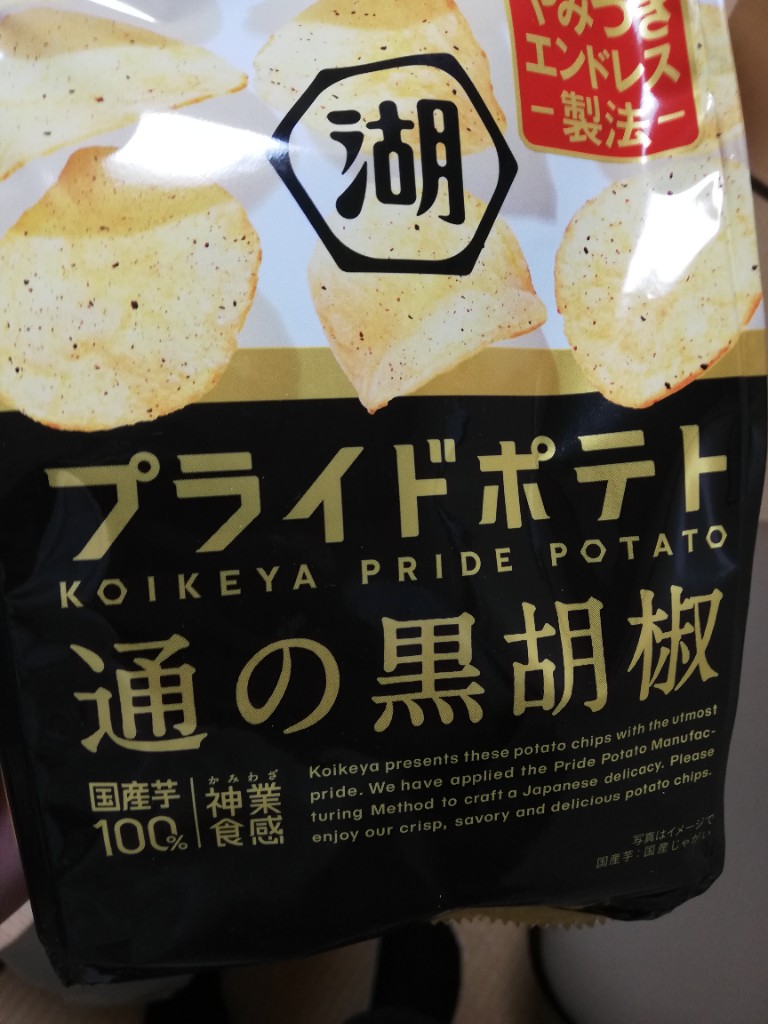 やみつき
エンドレス
-製法-
湖
プライドポテト
KOIKEYA PRIDE POTATO
通の黒胡椒
国産芋
100%
かみわざ
神業
食感
Koikeya presents these potato chips with the utmost
pride. We have applied the Pride Potato Manufac-
turing Method to craft a Japanese delicacy. Please
enjoy our crisp, savory and delicious potato chips.
写真はイメージで
国産芋:国産じゃがい